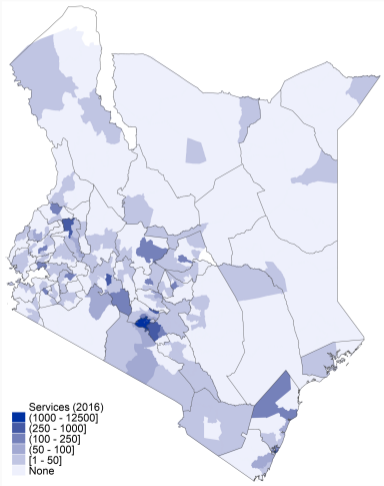 Services (2016)
(1000 - 12500]
(250 - 1000]
(100 - 250]
(50 - 100]
[1 - 50]
None